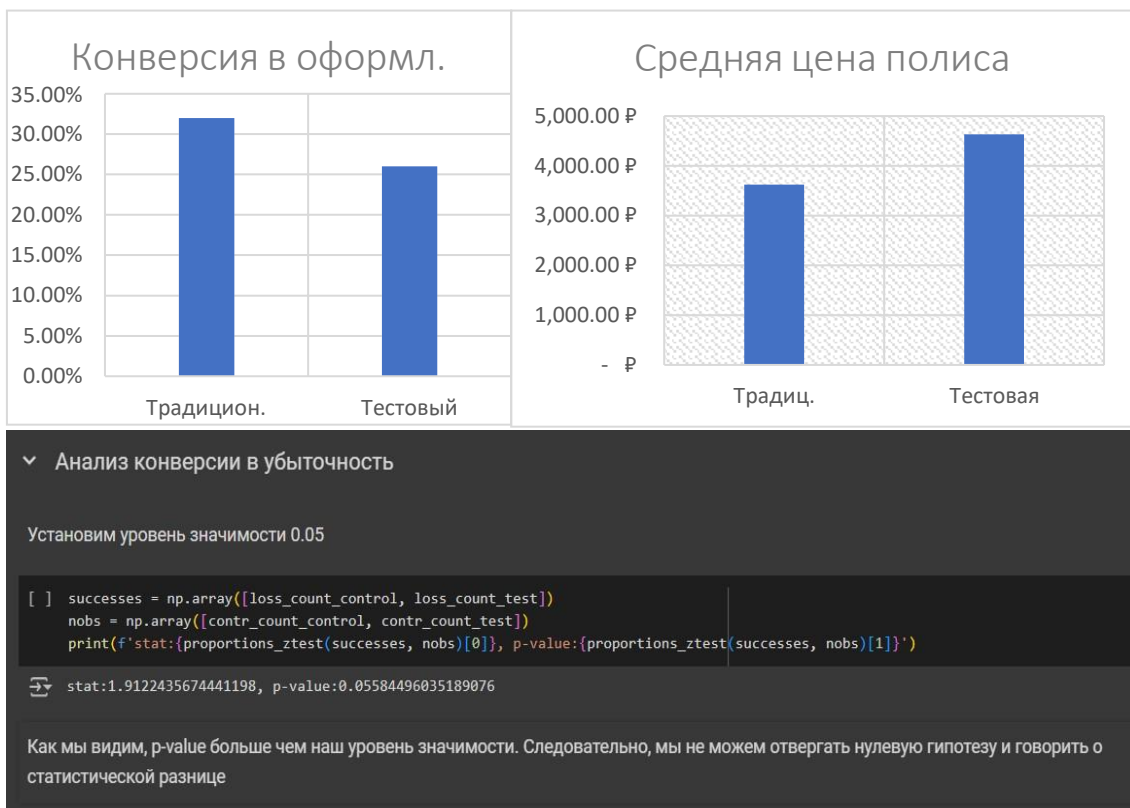 Конверсия в оформл.
35.00%
30.00%
25.00%
20.00%
15.00%
10.00%
5.00%
0.00%
Традицион. Тестовый
Средняя цена полиса
5,000.00 ₽
4,000.00 ₽
3,000.00 ₽
2,000.00 ₽
1,000.00 ₽
- ₽
Традиц. Тестовая
Анализ конверсии в убыточность
Установим уровень значимости 0.05
[ ] successes = np.array([loss_count_control, loss_count_test])
nobs = np.array([contr_count_control, contr_count_test])
print(f'stat:{proportions_ztest(successes, nobs)[0]}, p-value:{proportions_ztest(successes, nobs)[1]}')
stat:1.9122435674441198, p-value:0.05584496035189076
Как мы видим, p-value больше чем наш уровень значимости. Следовательно, мы не можем отвергать нулевую гипотезу и говорить о
статистической разнице